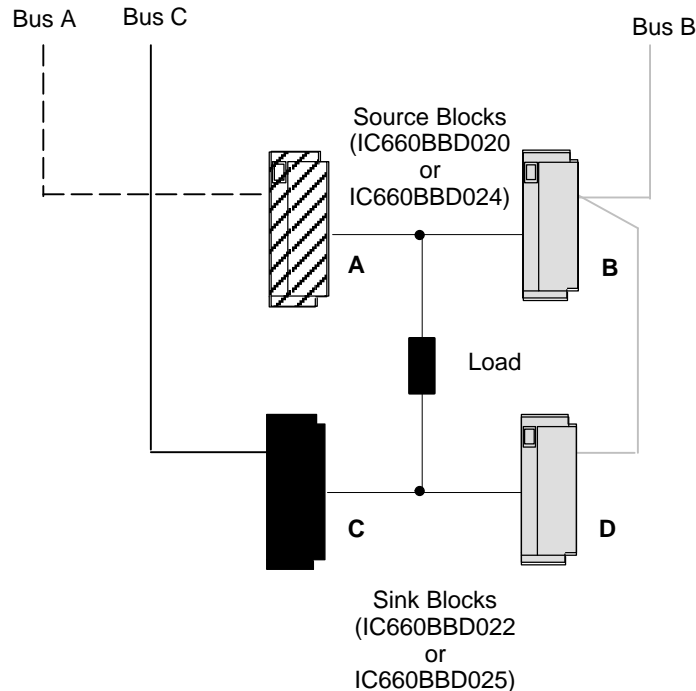 Bus A
Bus C
Bus B
Source Blocks
(IC660BBD020
or
IC660BBD024)
A
B
Load
C
D
Sink Blocks
(IC660BBD022
or
IC660BBD025)